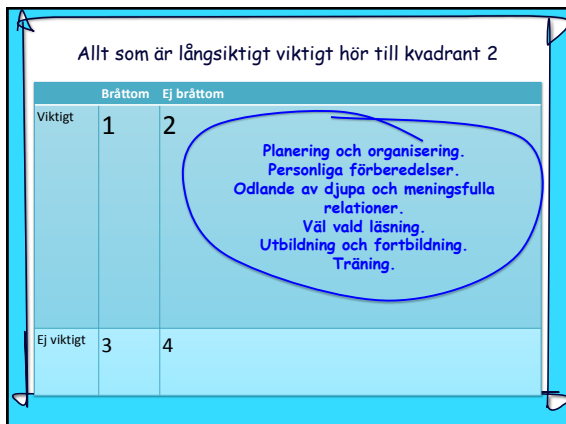 Allt som är långsiktigt viktigt hör till kvadrant 2
Bråttom Ej bråttom
Viktigt 1 2
Planering och organisering.
Personliga förberedelser.
Odlande av djupa och meningsfulla
relationer.
Väl vald läsning.
Utbildning och fortbildning.
Träning.
Ej viktigt 3 4